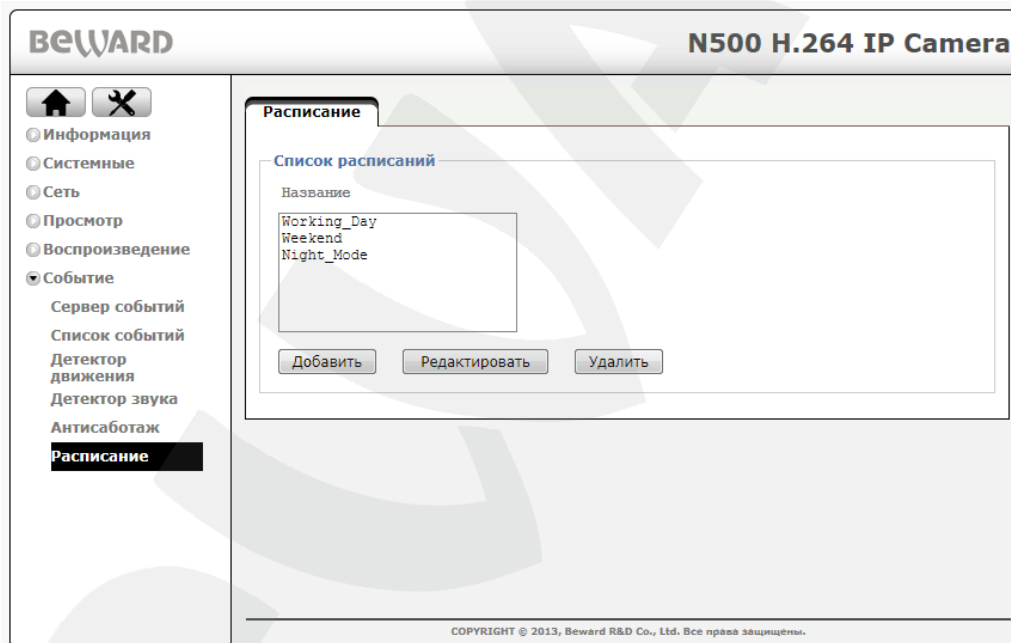 BEWARD
N500 H.264 IP Camera
Информация
Системные
Сеть
Просмотр
Воспроизведение
Событие
Сервер событий
Список событий
Детектор
движения
Детектор звука
Антисаботаж
Расписание
Расписание
Список расписаний
Название
Working_Day
Weekend
Night_Mode
Добавить
Редактировать
Удалить
COPYRIGHT © 2013, Beward R&D Co., Ltd. Все права защищены.